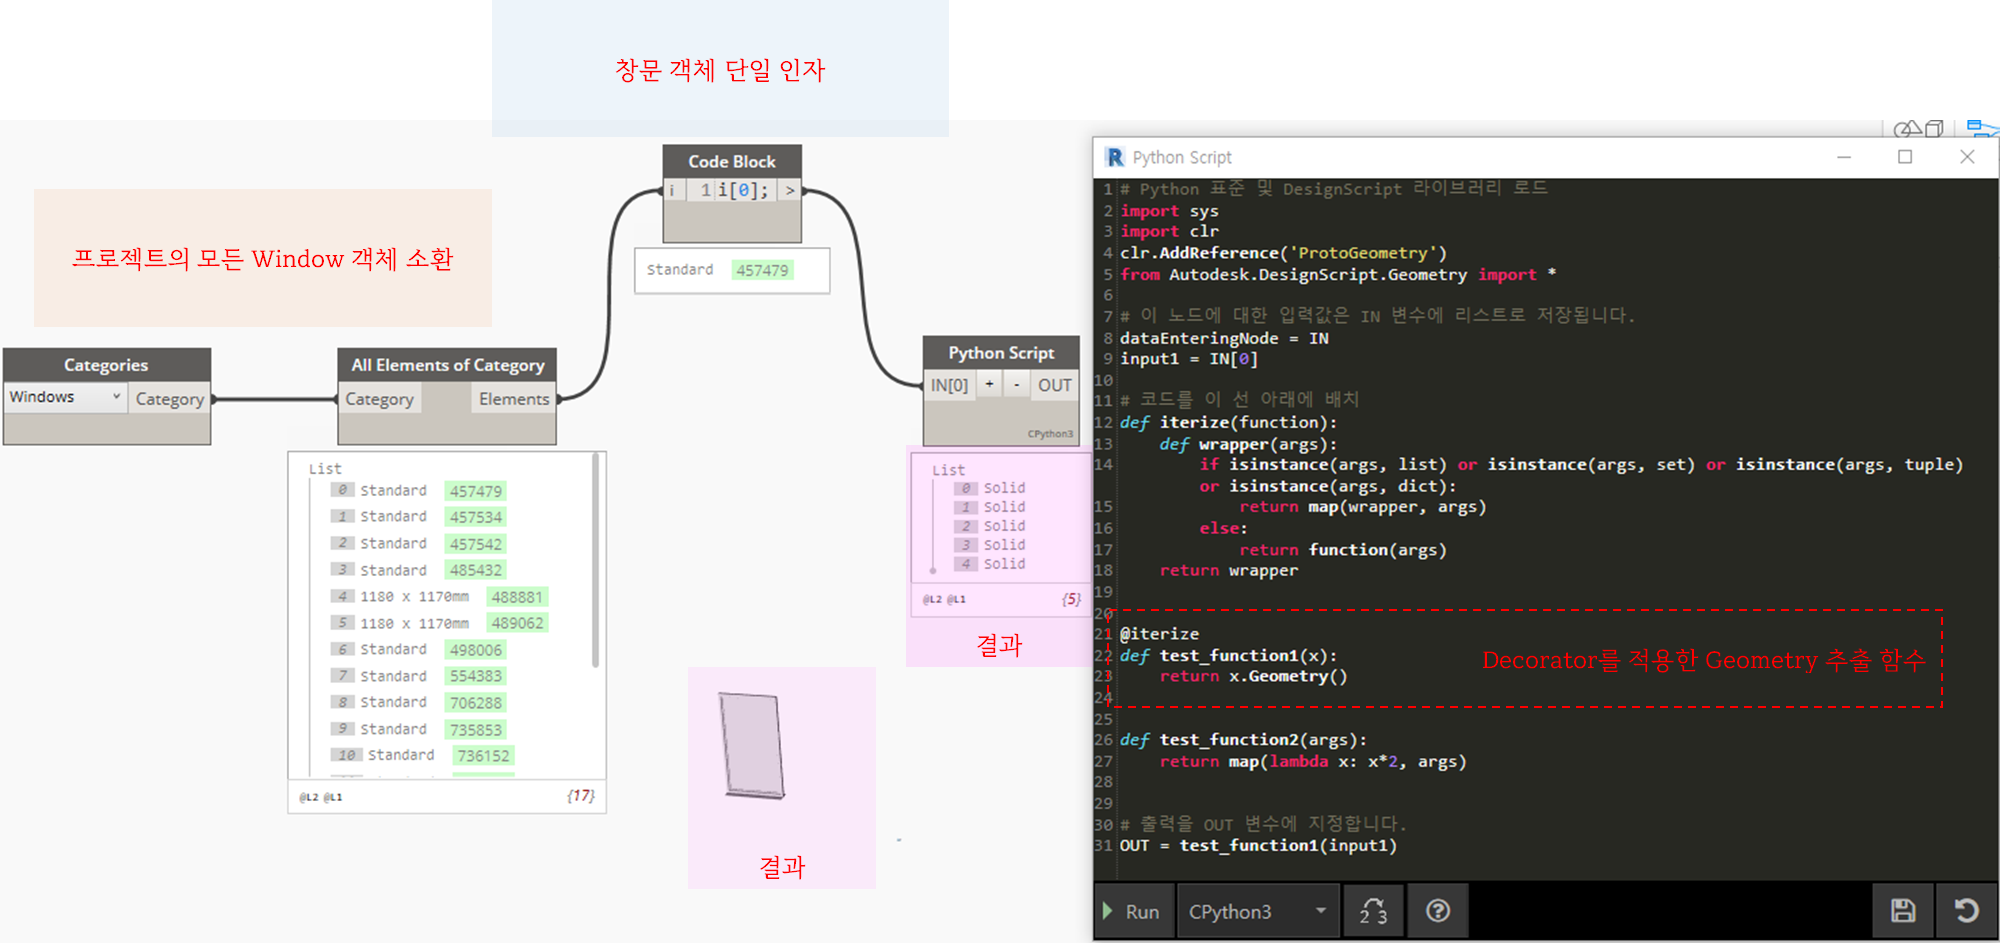 창문 객체 단일 인자
프로젝트의 모든 Window 객체 소환
Categories
Windows
Category
All Elements of Category
Category
Elements
List
0 Standard 457479
1 Standard 457534
2 Standard 457542
3 Standard 485432
4 1180 x 1170mm 488881
5 1180 x 1170mm 489062
6 Standard 498006
7 Standard 554383
8 Standard 706288
9 Standard 735853
10 Standard 736152
@L2 @L1 {17}
Code Block
i 1 i[0]; >
Standard 457479
Python Script
IN[0] + - OUT
CPython3
List
0 Solid
1 Solid
2 Solid
3 Solid
4 Solid
@L2 @L1 {5}
결과
결과
Python Script
1 # Python 표준 및 DesignScript 라이브러리 로드
2 import sys
3 import clr
4 clr.AddReference('ProtoGeometry')
5 from Autodesk.DesignScript.Geometry import *
6
7 # 이 노드에 대한 입력값은 IN 변수에 리스트로 저장됩니다.
8 dataEnteringNode = IN
9 input1 = IN[0]
10
11 # 코드를 이 선 아래에 배치
12 def iterize(function):
13 def wrapper(args):
14 if isinstance(args, list) or isinstance(args, set) or isinstance(args, tuple)
or isinstance(args, dict):
15 return map(wrapper, args)
16 else:
17 return function(args)
18 return wrapper
19
20
21 @iterize
22 def test_function1(x):
23 return x.Geometry()
24
Decorator를 적용한 Geometry 추출 함수
25
26 def test_function2(args):
27 return map(lambda x: x*2, args)
28
29
30 # 출력을 OUT 변수에 지정합니다.
31 OUT = test_function1(input1)
Run
CPython3
2 3